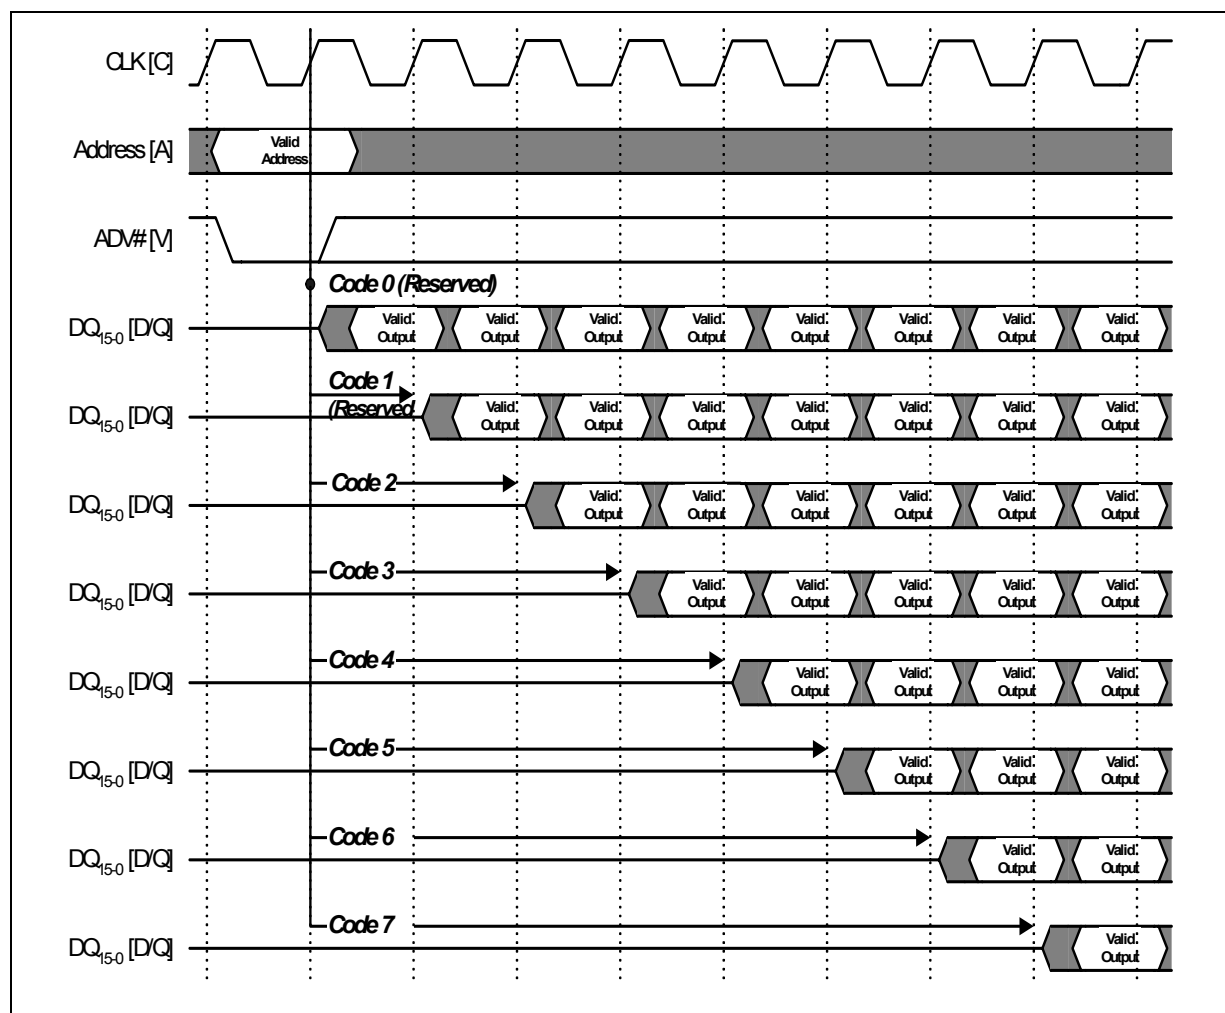 CLK [C]
Address [A]
Valid
Address
ADV# [V]
Code 0 (Reserved)
DQ15-0 [D/Q]
Valid Valid Valid Valid Valid Valid Valid Valid
Output Output Output Output Output Output Output Output
Code 1
(Reserved
DQ15-0 [D/Q]
Valid Valid Valid Valid Valid Valid Valid
Output Output Output Output Output Output Output
Code 2
DQ15-0 [D/Q]
Valid Valid Valid Valid Valid Valid
Output Output Output Output Output Output
Code 3
DQ15-0 [D/Q]
Valid Valid Valid Valid Valid
Output Output Output Output Output
Code 4
DQ15-0 [D/Q]
Valid Valid Valid Valid
Output Output Output Output
Code 5
DQ15-0 [D/Q]
Valid Valid Valid
Output Output Output
Code 6
DQ15-0 [D/Q]
Valid Valid
Output Output
Code 7
DQ15-0 [D/Q]
Valid
Output